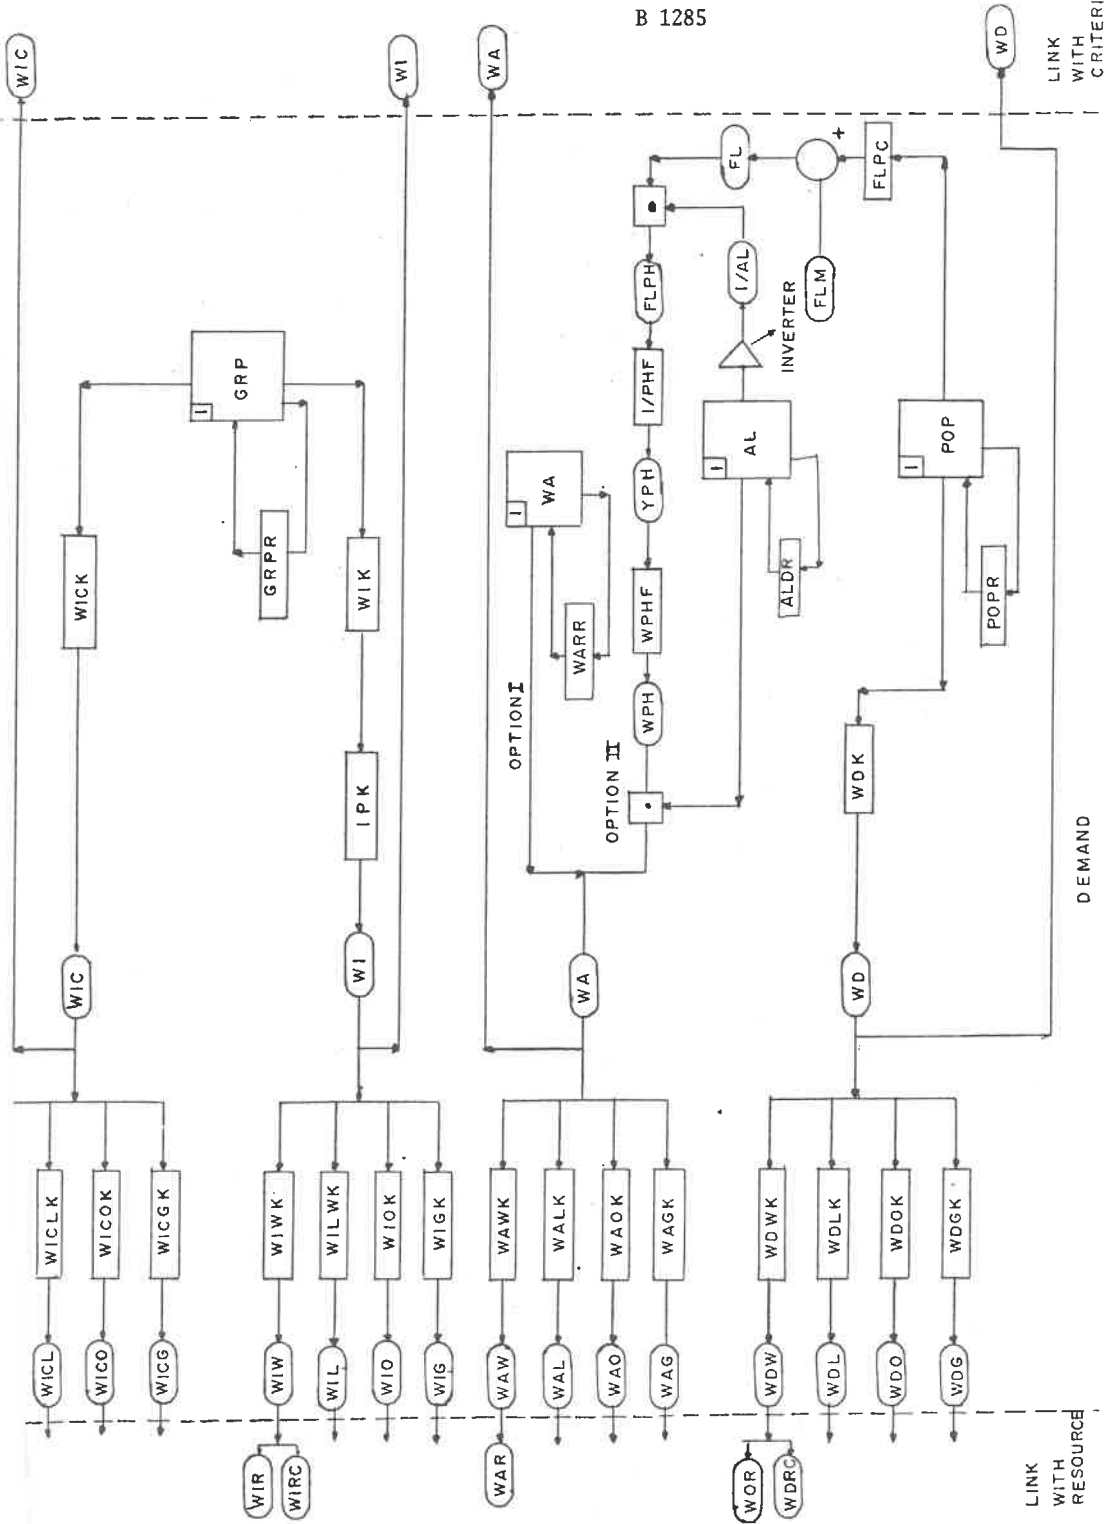 B 1285
WIC
WI
WA
WD
LINK
WITH
CRITERI
WICK
GRP
I
GRPR
WIK
IPK
WIC
WI
OPTION I
WA
I
WARR
OPTION II
FLPH
I/PHF
YPH
WPHF
WPH
•
•
FL
+
FLPC
FLM
I/AL
INVERTER
AL
I
ALDR
POP
I
POPR
WDK
WA
WD
DEMAND
WICLK
WICOK
WICGK
WIWK
WILWK
WIOK
WIGK
WAWK
WALK
WAOK
WAGK
WDWK
WDLK
WDOK
WDGK
WICL
WICO
WICG
WIW
WIL
WIO
WIG
WAW
WAL
WAO
WAG
WDW
WDL
WDO
WDG
WIR
WIRC
WAR
WOR
WDRC
LINK
WITH
RESOURCE